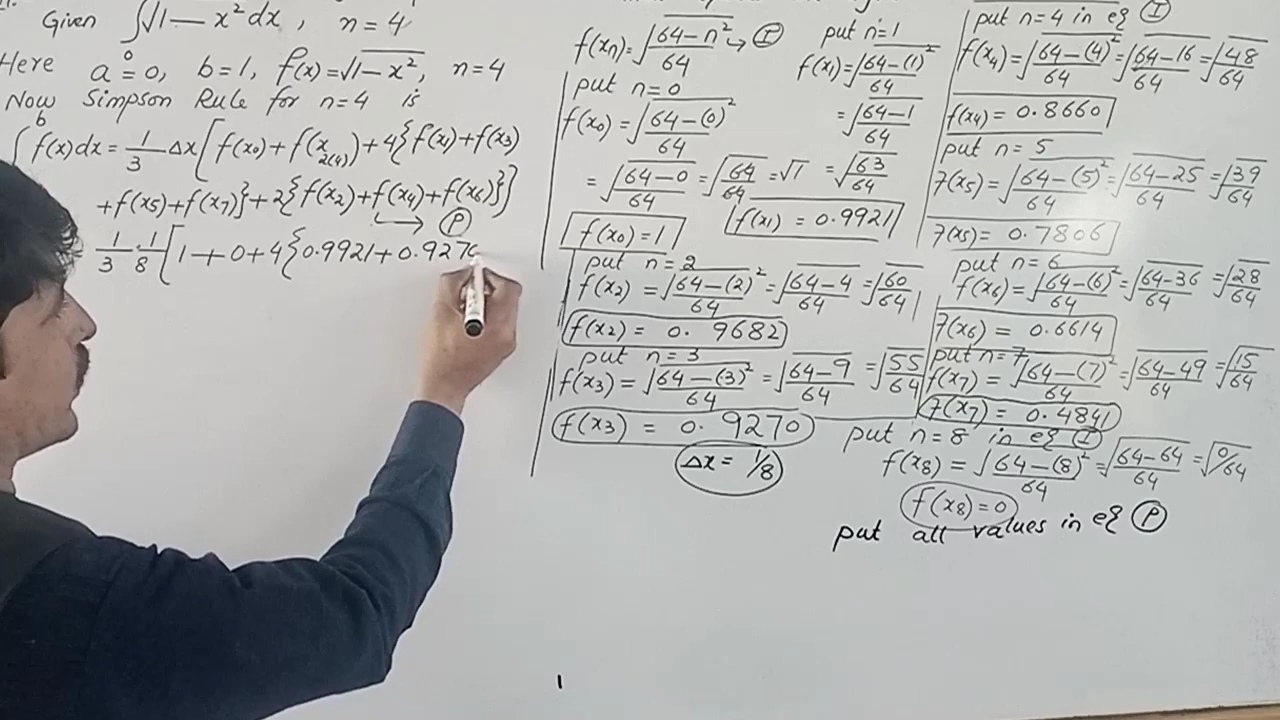 Given ∫√1-x² dx, n=4
0
Here a=0, b=1, f(x)=√1-x², n=4
Now Simpson Rule for n=4 is
b
∫ f(x)dx = 1/3 Δx [f(x0)+f(x2(4))+4{f(x1)+f(x3)
+f(x5)+f(x7)}+2{f(x2)+f(x4)+f(x6)}]
→ (P)
1/3 · 1/8 [1+0+4{0.9921+0.9270
f(xn)=√64-n²/64 → (I)
put n=0
f(x0)=√64-(0)²/64
=√64-0/64 =√64/64 =√1
f(x0)=1
put n=1
f(x1)=√64-(1)²/64
=√64-1/64
=√63/64
f(x1)=0.9921
put n=2
f(x2)=√64-(2)²/64 =√64-4/64 =√60/64
f(x2)= 0.9682
put n=3
f(x3)=√64-(3)²/64 =√64-9/64 =√55/64
f(x3) = 0.9270
Δx = 1/8
put n=4 in eq (I)
f(x4)=√64-(4)²/64 =√64-16/64 =√48/64
f(x4)=0.8660
put n=5
f(x5)=√64-(5)²/64 =√64-25/64 =√39/64
f(x5)= 0.7806
put n=6
f(x6)=√64-(6)²/64 =√64-36/64 =√28/64
f(x6)= 0.6614
put n=7
f(x7)=√64-(7)²/64 =√64-49/64 =√15/64
f(x7) = 0.4841
put n=8 in eq (I)
f(x8)=√64-(8)²/64 =√64-64/64 =√0/64
f(x8)=0
put all values in eq (P)